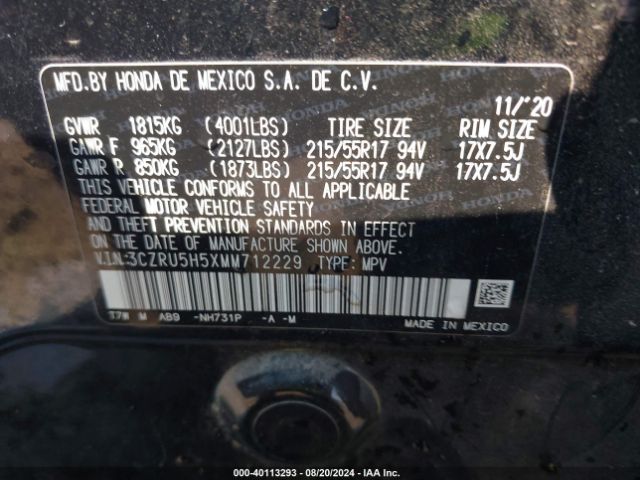 MFD.BY HONDA DE MEXICO S.A. DE C.V.
11/'20
GVWR 1815KG (4001LBS) TIRE SIZE RIM SIZE
GAWR F 965KG (2127LBS) 215/55R17 94V 17X7.5J
GAWR R 850KG (1873LBS) 215/55R17 94V 17X7.5J
THIS VEHICLE CONFORMS TO ALL APPLICABLE
FEDERAL MOTOR VEHICLE SAFETY
AND THEFT PREVENTION STANDARDS IN EFFECT
ON THE DATE OF MANUFACTURE SHOWN ABOVE.
V.I.N:3CZRU5H5XMM712229 TYPE: MPV
T7W M AB9 -NH731P -A -M
MADE IN MEXICO
000-40113293 - 08/20/2024 - IAA Inc.